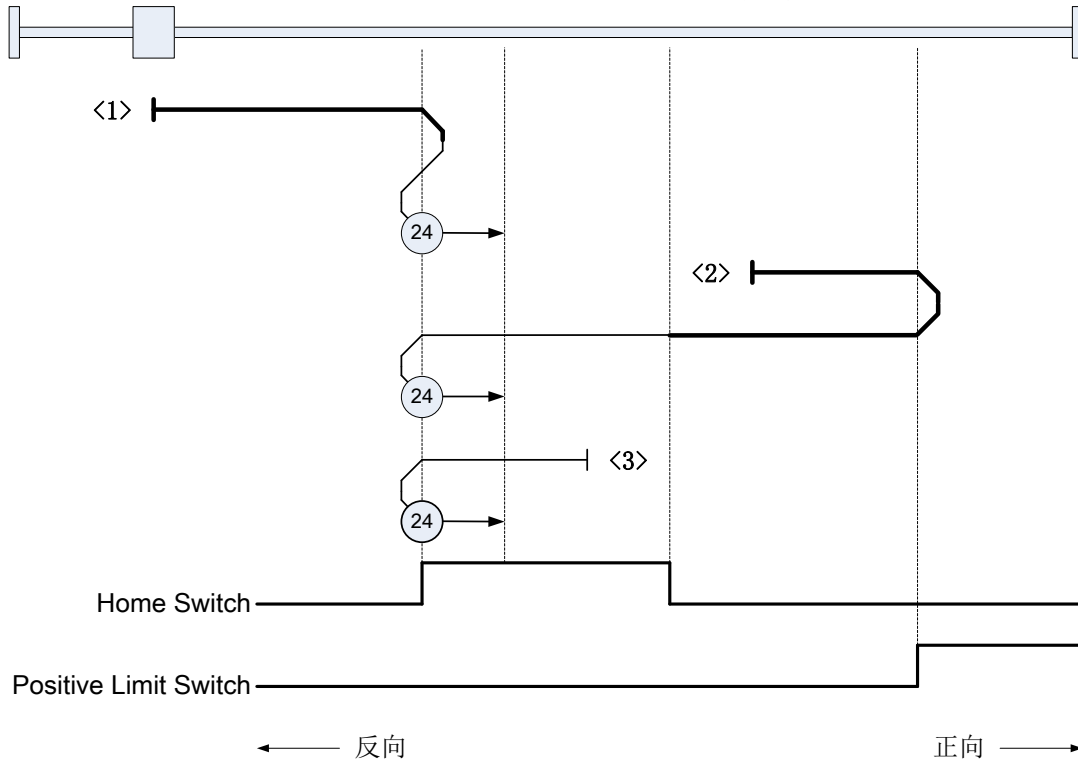 <1>
24
<2>
24
<3>
24
Home Switch
Positive Limit Switch
反向
正向